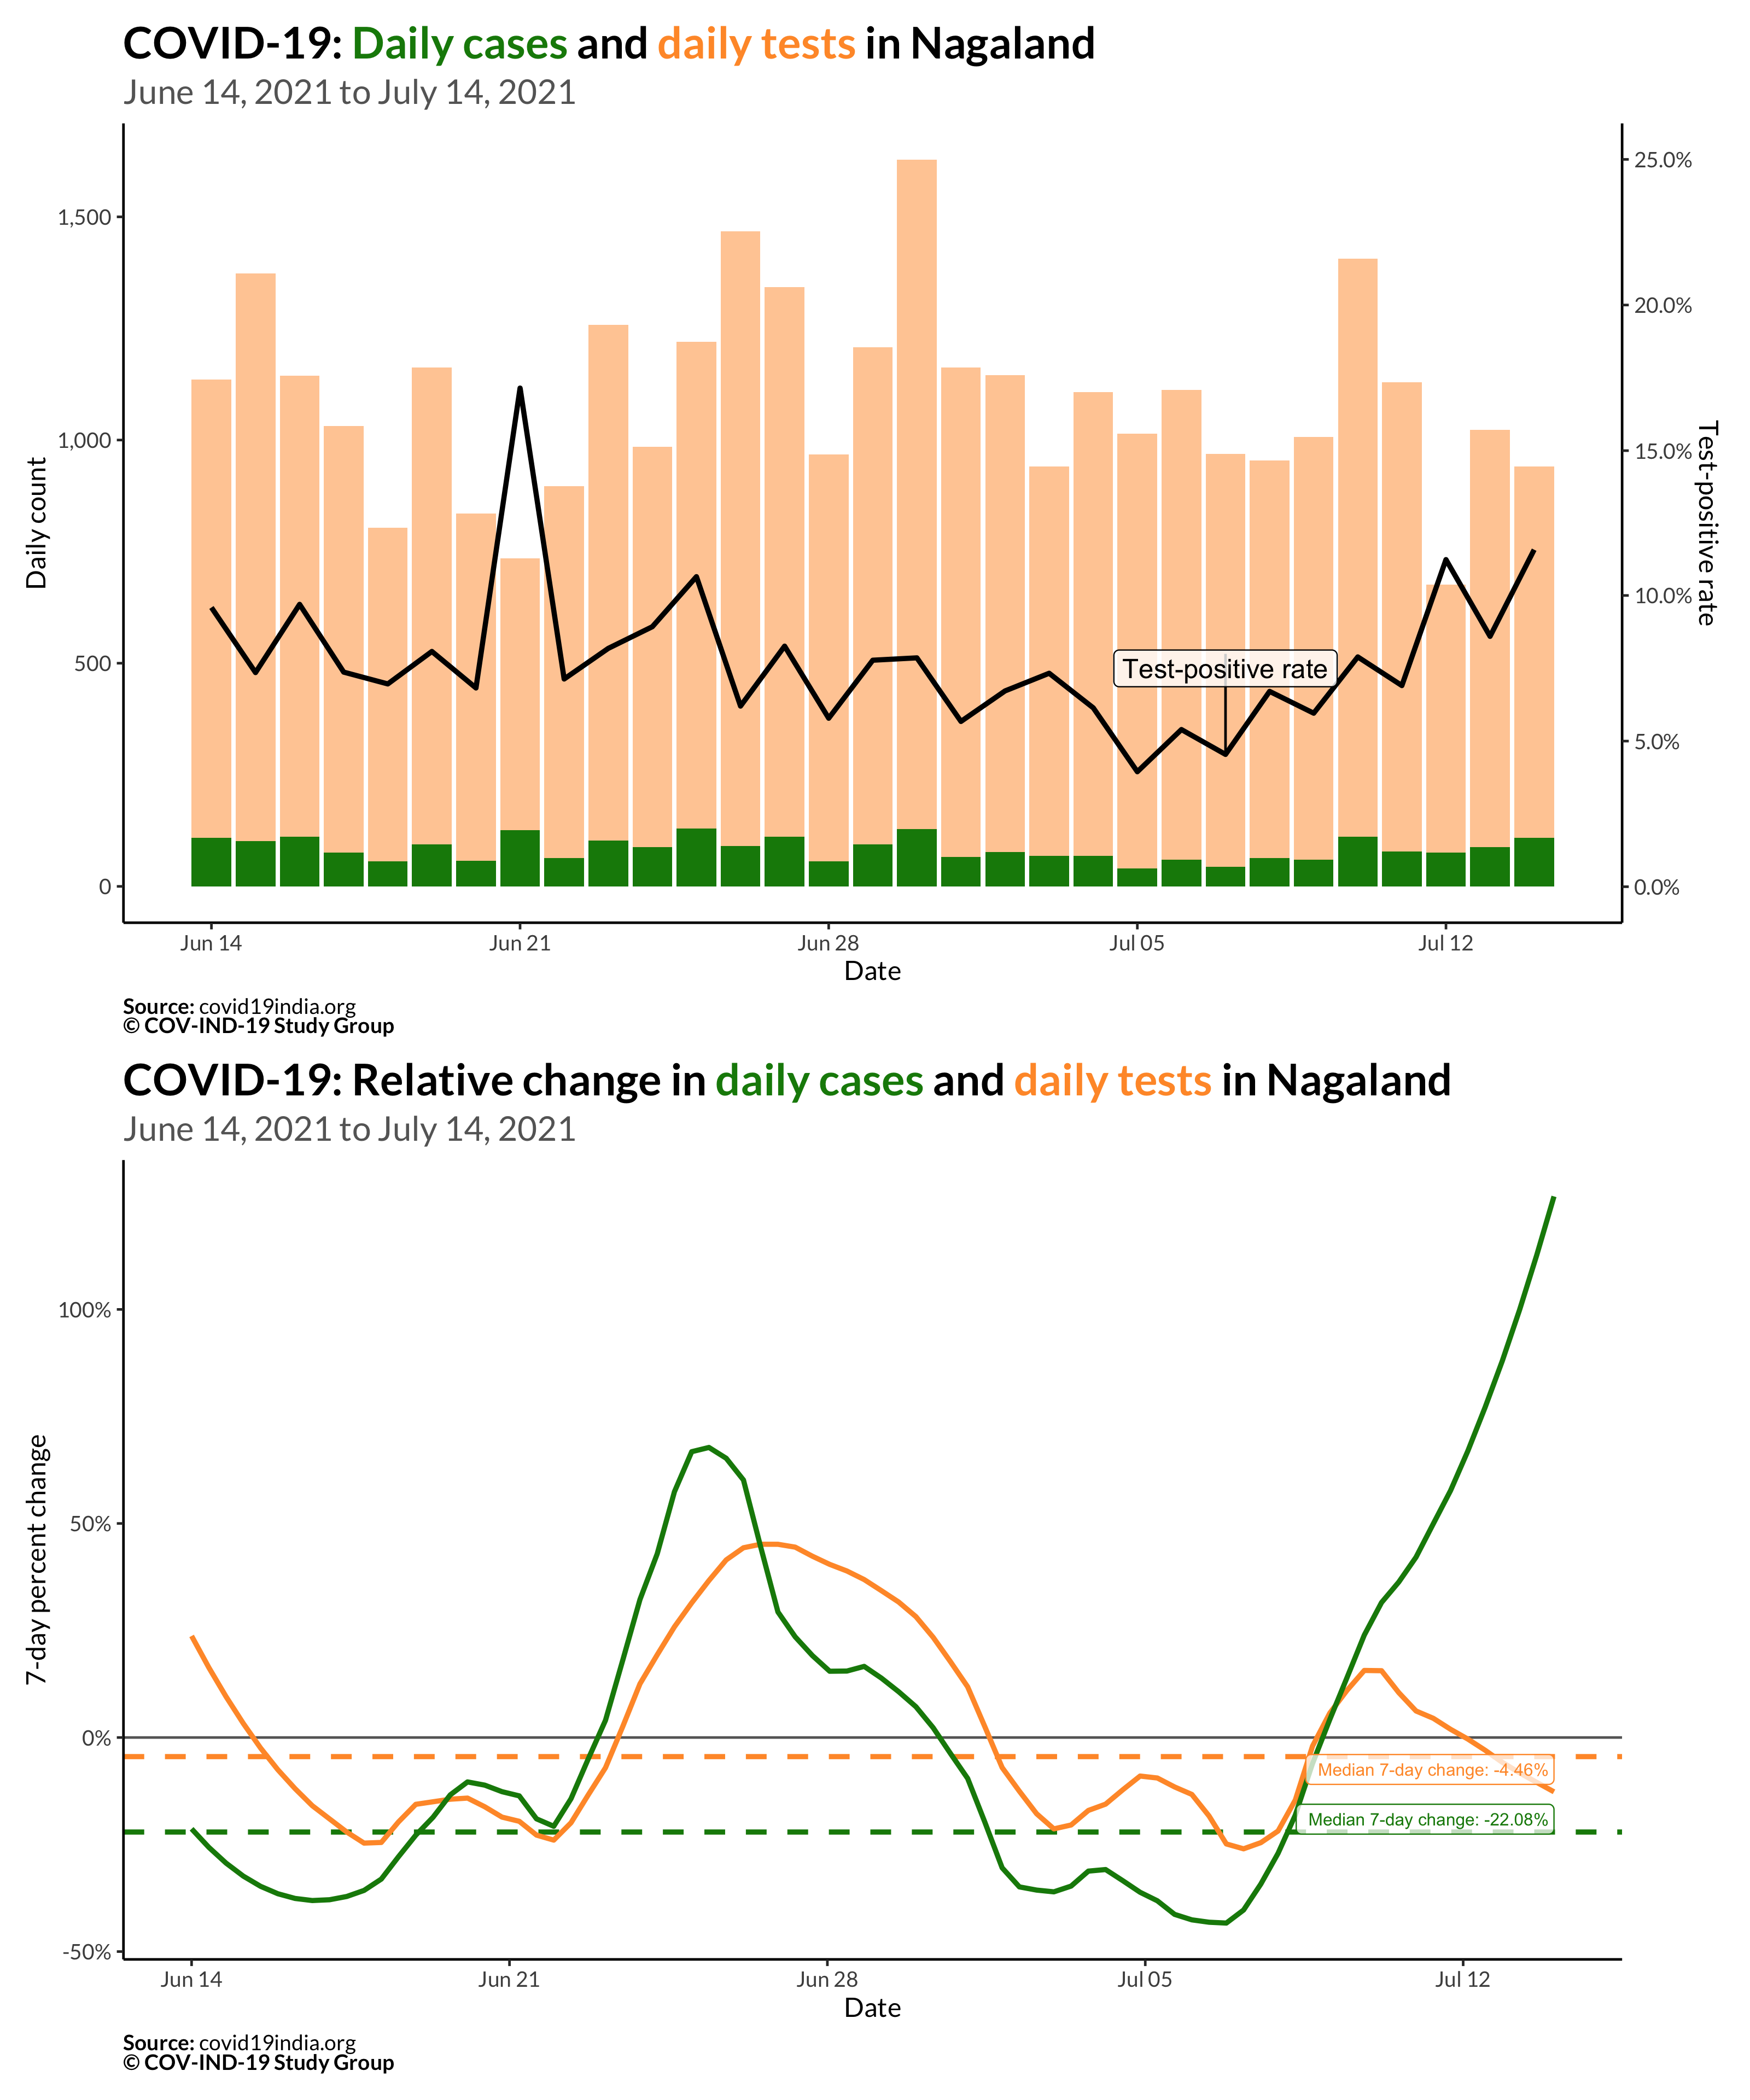 COVID-19: Daily cases and daily tests in Nagaland
June 14, 2021 to July 14, 2021
25.0%
1,500
20.0%
1,000
15.0%
Daily count
Test-positive rate
10.0%
500
Test-positive rate
5.0%
0
0.0%
Jun 14
Jun 21
Jun 28
Jul 05
Jul 12
Date
Source: covid19india.org
© COV-IND-19 Study Group
COVID-19: Relative change in daily cases and daily tests in Nagaland
June 14, 2021 to July 14, 2021
100%
50%
7-day percent change
0%
Median 7-day change: -4.46%
Median 7-day change: -22.08%
-50%
Jun 14
Jun 21
Jun 28
Jul 05
Jul 12
Date
Source: covid19india.org
© COV-IND-19 Study Group